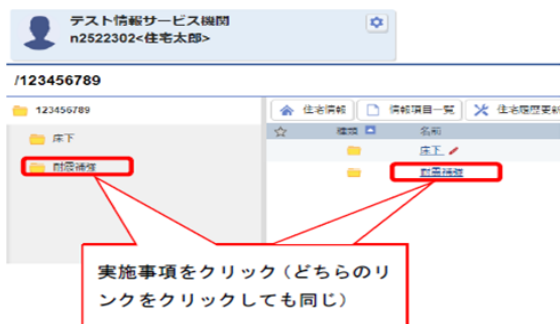 テスト情報サービス機関
n2522302<住宅太郎>
/123456789
123456789
住宅情報
情報項目一覧
住宅履歴更新
床下
種類
名前
床下
耐震補強
耐震補強
実施事項をクリック（どちらのリ
ンクをクリックしても同じ）